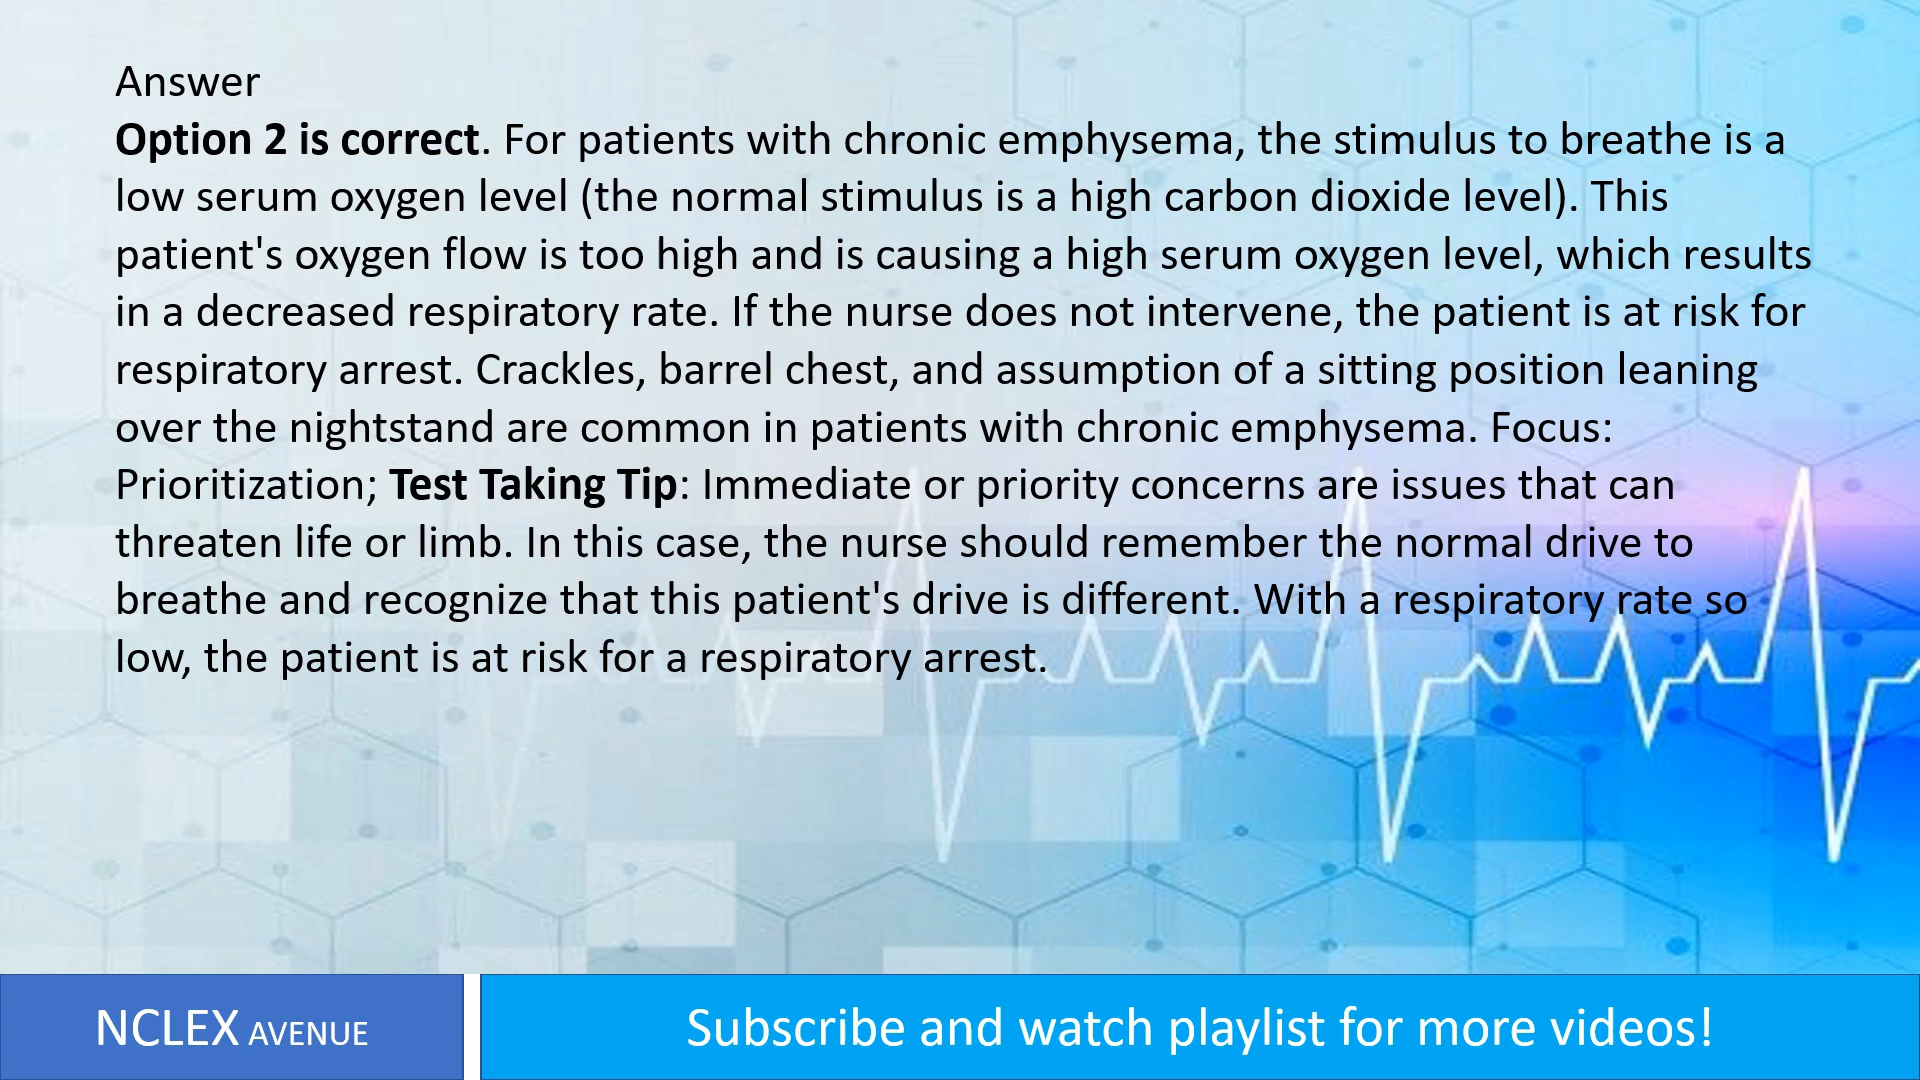 Answer
Option 2 is correct. For patients with chronic emphysema, the stimulus to breathe is a
low serum oxygen level (the normal stimulus is a high carbon dioxide level). This
patient's oxygen flow is too high and is causing a high serum oxygen level, which results
in a decreased respiratory rate. If the nurse does not intervene, the patient is at risk for
respiratory arrest. Crackles, barrel chest, and assumption of a sitting position leaning
over the nightstand are common in patients with chronic emphysema. Focus:
Prioritization; Test Taking Tip: Immediate or priority concerns are issues that can
threaten life or limb. In this case, the nurse should remember the normal drive to
breathe and recognize that this patient's drive is different. With a respiratory rate so
low, the patient is at risk for a respiratory arrest.
NCLEX AVENUE
Subscribe and watch playlist for more videos!